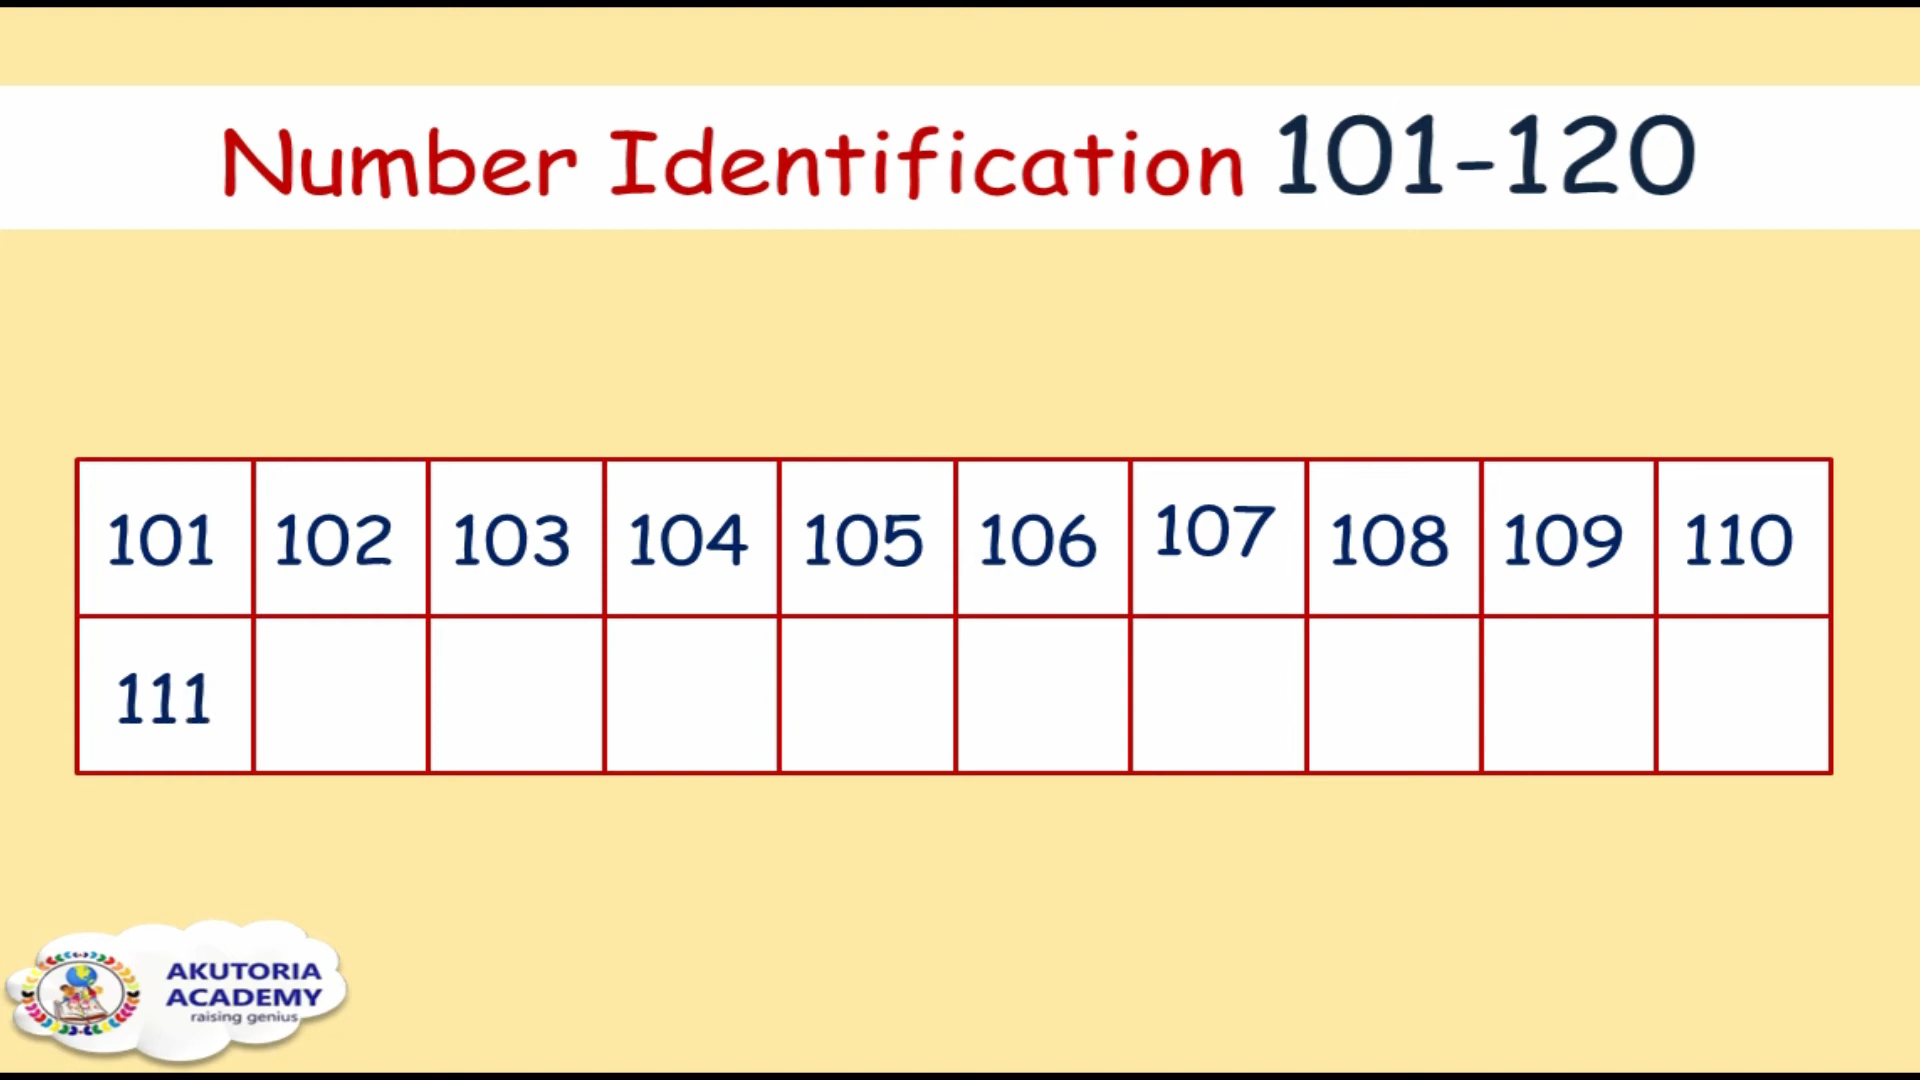 Number Identification 101-120
101 102 103 104 105 106 107 108 109 110
111
AKUTORIA
ACADEMY
raising genius